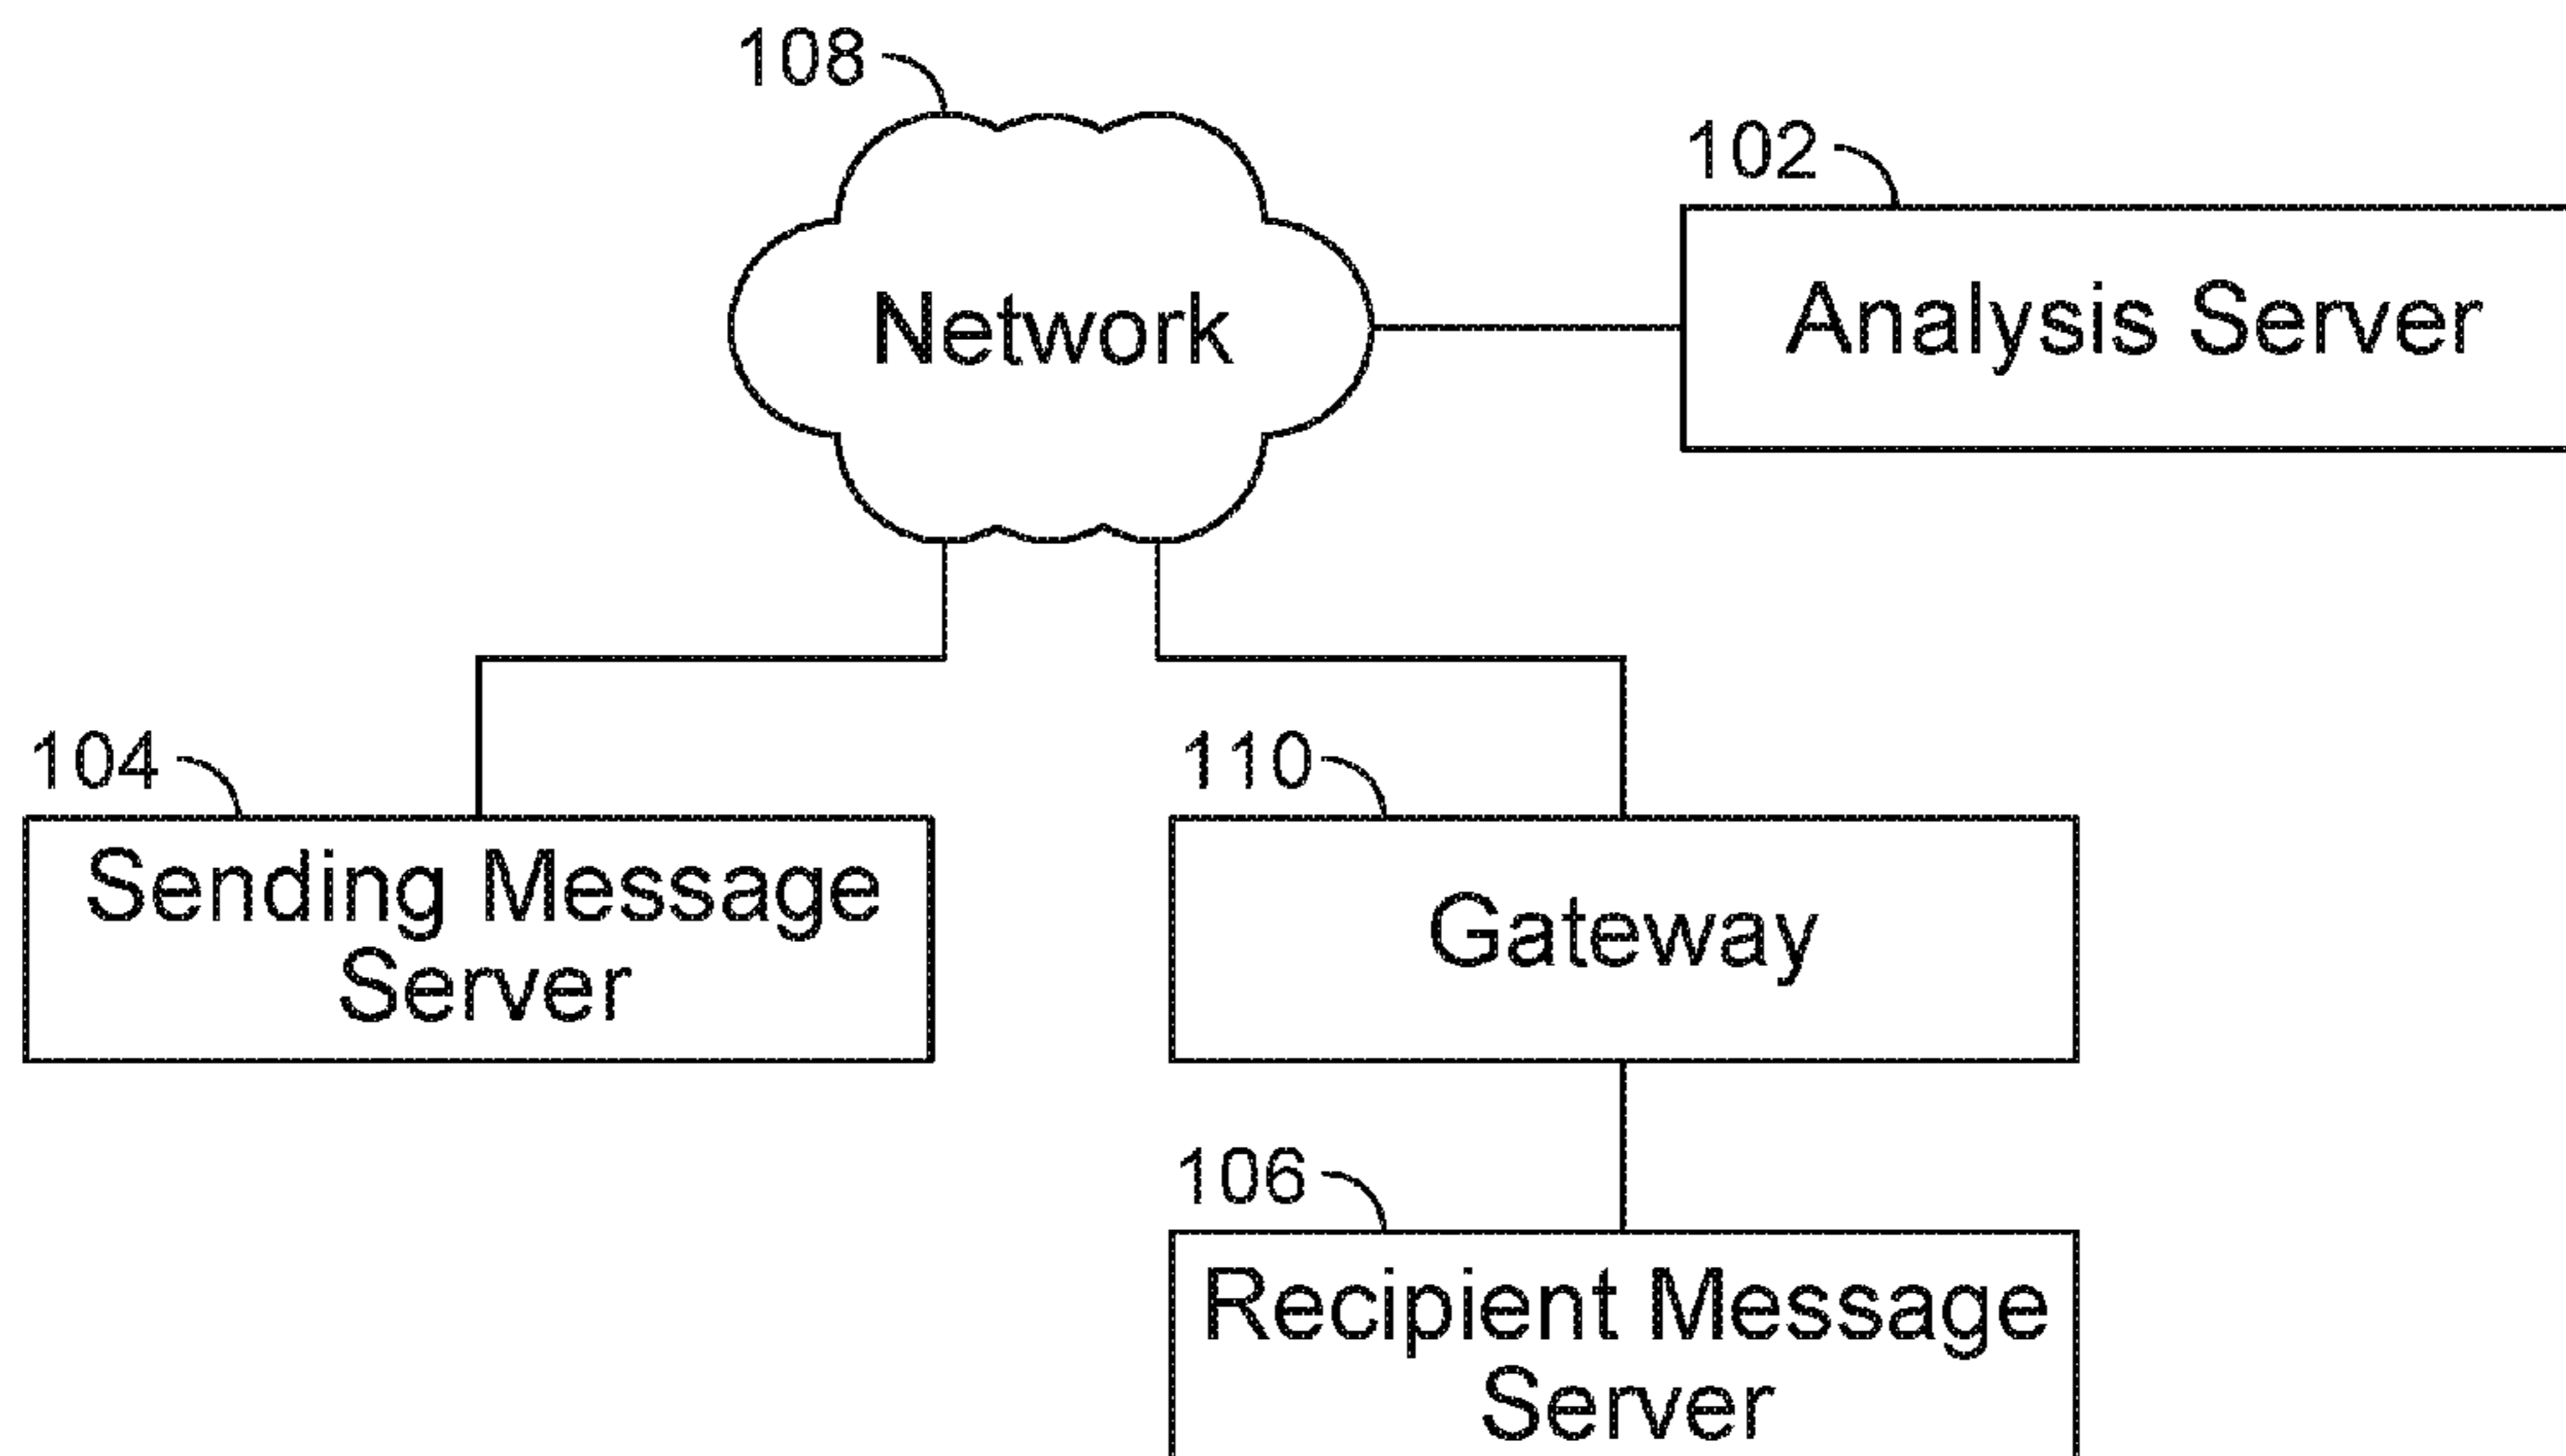 108
102
Network
Analysis Server
104
110
Sending Message
Server
Gateway
106
Recipient Message
Server